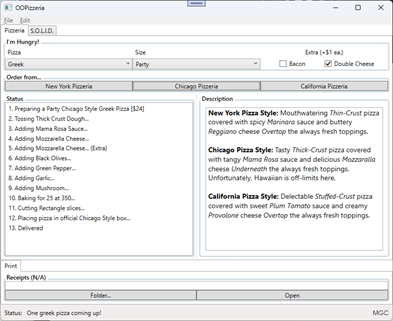 OOPizzeria
File Edit
Pizzeria S.O.L.I.D.
I'm Hungry!
Pizza Size Extra (+$1 ea.)
Greek Party Bacon Double Cheese
Order from...
New York Pizzeria Chicago Pizzeria California Pizzeria
Status
1. Preparing a Party Chicago Style Greek Pizza [$24]
2. Tossing Thick Crust Dough...
3. Adding Mama Rosa Sauce...
4. Adding Mozzarella Cheese...
5. Adding Mozzarella Cheese... (Extra)
6. Adding Black Olives...
7. Adding Green Pepper...
8. Adding Garlic...
9. Adding Mushroom...
10. Baking for 25 at 350...
11. Cutting Rectangle slices...
12. Placing pizza in official Chicago Style box...
13. Delivered
Description
New York Pizza Style: Mouthwatering Thin-Crust pizza
covered with spicy Marinara sauce and buttery
Reggiano cheese Overtop the always fresh toppings.
Chicago Pizza Style: Tasty Thick-Crust pizza covered
with tangy Mama Rosa sauce and delicious Mozzarella
cheese Underneath the always fresh toppings.
Unfortunately. Hawaiian is off-limits here.
California Pizza Style: Delectable Stuffed-Crust pizza
covered with sweet Plum Tomato sauce and creamy
Provolone cheese Overtop the always fresh toppings.
Print
Receipts (N/A)
Folder... Open
Status: One greek pizza coming up! MGC